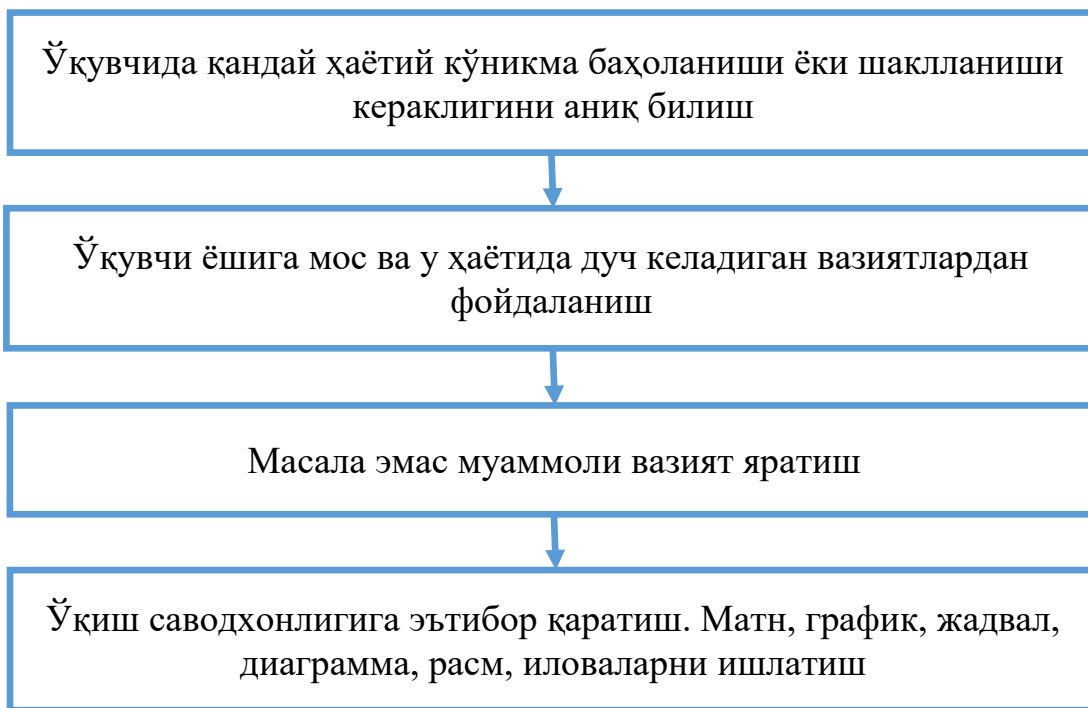 Ўқувчида қандай ҳаётий кўникма баҳоланиши ёки шаклланиши
кераклигини аниқ билиш
Ўқувчи ёшига мос ва у ҳаётида дуч келадиган вазиятлардан
фойдаланиш
Масала эмас муаммоли вазият яратиш
Ўқиш саводхонлигига эътибор қаратиш. Матн, график, жадвал,
диаграмма, расм, иловаларни ишлатиш